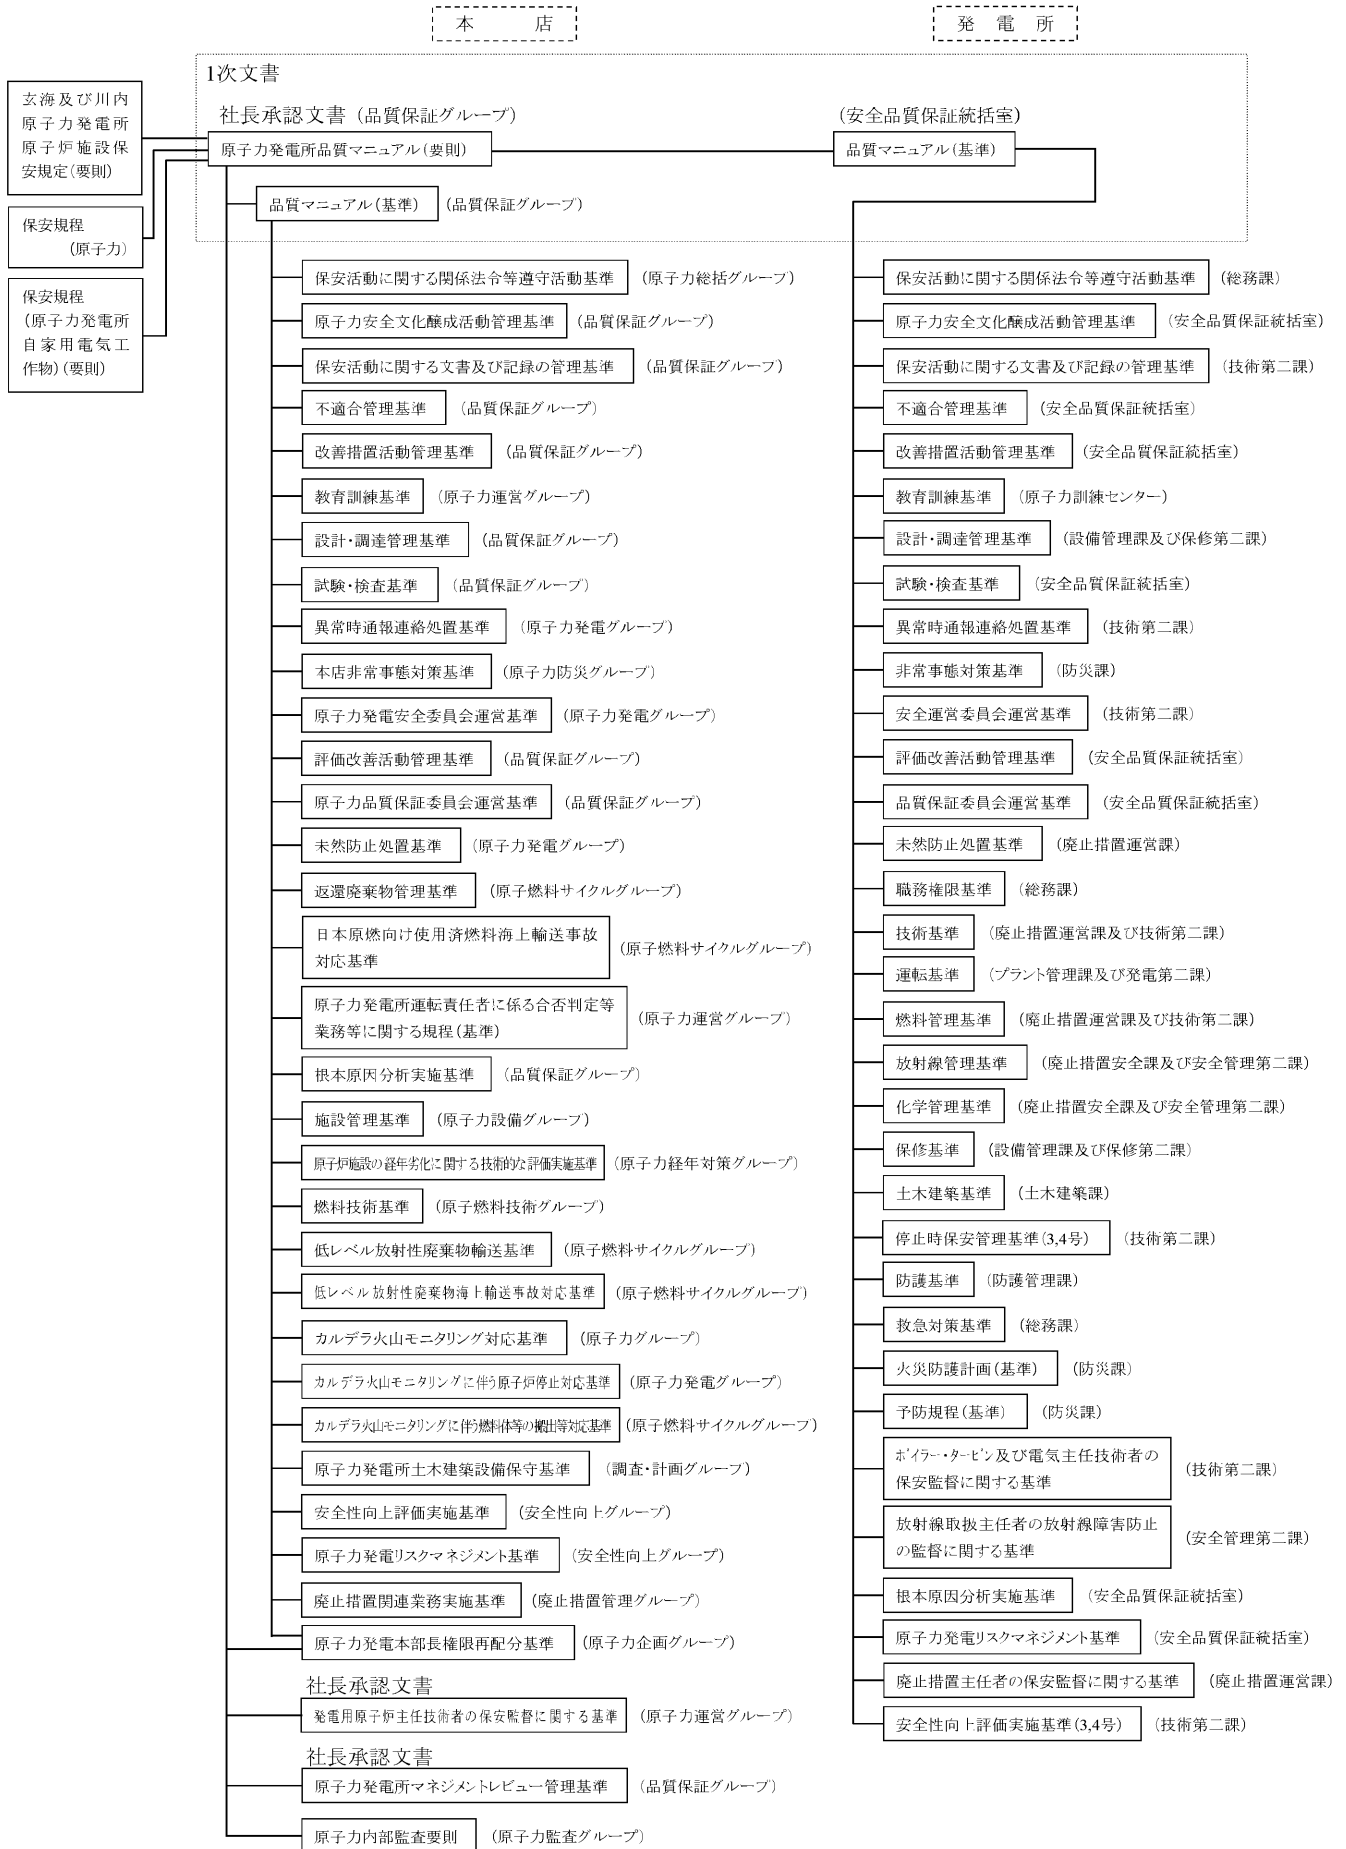 本　　　店
発　電　所
1次文書
玄海及び川内
原子力発電所
原子炉施設保
安規定(要則)
保安規程
(原子力)
保安規程
(原子力発電所
自家用電気工
作物)(要則)
社長承認文書(品質保証グループ)
原子力発電所品質マニュアル(要則)
(安全品質保証統括室)
品質マニュアル(基準)
品質マニュアル(基準) (品質保証グループ)
保安活動に関する関係法令等遵守活動基準 (原子力総括グループ)
原子力安全文化醸成活動管理基準 (品質保証グループ)
保安活動に関する文書及び記録の管理基準 (品質保証グループ)
不適合管理基準 (品質保証グループ)
改善措置活動管理基準 (品質保証グループ)
教育訓練基準 (原子力運営グループ)
設計・調達管理基準 (品質保証グループ)
試験・検査基準 (品質保証グループ)
異常時通報連絡処置基準 (原子力発電グループ)
本店非常事態対策基準 (原子力防災グループ)
原子力発電安全委員会運営基準 (原子力発電グループ)
評価改善活動管理基準 (品質保証グループ)
原子力品質保証委員会運営基準 (品質保証グループ)
未然防止処置基準 (原子力発電グループ)
返還廃棄物管理基準 (原子燃料サイクルグループ)
日本原燃向け使用済燃料海上輸送事故
対応基準 (原子燃料サイクルグループ)
原子力発電所運転責任者に係る合否判定等
業務等に関する規程(基準) (原子力運営グループ)
根本原因分析実施基準 (品質保証グループ)
施設管理基準 (原子力設備グループ)
原子炉施設の経年劣化に関する技術的な評価実施基準 (原子力経年対策グループ)
燃料技術基準 (原子燃料技術グループ)
低レベル放射性廃棄物輸送基準 (原子燃料サイクルグループ)
低レベル放射性廃棄物海上輸送事故対応基準 (原子燃料サイクルグループ)
カルデラ火山モニタリング対応基準 (原子力グループ)
カルデラ火山モニタリングに伴う原子炉停止対応基準 (原子力発電グループ)
カルデラ火山モニタリングに伴う燃料体等の搬出等対応基準 (原子燃料サイクルグループ)
原子力発電所土木建築設備保守基準 (調査・計画グループ)
安全性向上評価実施基準 (安全性向上グループ)
原子力発電リスクマネジメント基準 (安全性向上グループ)
廃止措置関連業務実施基準 (廃止措置管理グループ)
原子力発電本部長権限再配分基準 (原子力企画グループ)
社長承認文書
発電用原子炉主任技術者の保安監督に関する基準 (原子力運営グループ)
社長承認文書
原子力発電所マネジメントレビュー管理基準 (品質保証グループ)
原子力内部監査要則 (原子力監査グループ)
保安活動に関する関係法令等遵守活動基準 (総務課)
原子力安全文化醸成活動管理基準 (安全品質保証統括室)
保安活動に関する文書及び記録の管理基準 (技術第二課)
不適合管理基準 (安全品質保証統括室)
改善措置活動管理基準 (安全品質保証統括室)
教育訓練基準 (原子力訓練センター)
設計・調達管理基準 (設備管理課及び保修第二課)
試験・検査基準 (安全品質保証統括室)
異常時通報連絡処置基準 (技術第二課)
非常事態対策基準 (防災課)
安全運営委員会運営基準 (技術第二課)
評価改善活動管理基準 (安全品質保証統括室)
品質保証委員会運営基準 (安全品質保証統括室)
未然防止処置基準 (廃止措置運営課)
職務権限基準 (総務課)
技術基準 (廃止措置運営課及び技術第二課)
運転基準 (プラント管理課及び発電第二課)
燃料管理基準 (廃止措置運営課及び技術第二課)
放射線管理基準 (廃止措置安全課及び安全管理第二課)
化学管理基準 (廃止措置安全課及び安全管理第二課)
保修基準 (設備管理課及び保修第二課)
土木建築基準 (土木建築課)
停止時保安管理基準(3,4号) (技術第二課)
防護基準 (防護管理課)
救急対策基準 (総務課)
火災防護計画(基準) (防災課)
予防規程(基準) (防災課)
ボイラー・タービン及び電気主任技術者の
保安監督に関する基準 (技術第二課)
放射線取扱主任者の放射線障害防止
の監督に関する基準 (安全管理第二課)
根本原因分析実施基準 (安全品質保証統括室)
原子力発電リスクマネジメント基準 (安全品質保証統括室)
廃止措置主任者の保安監督に関する基準 (廃止措置運営課)
安全性向上評価実施基準(3,4号) (技術第二課)